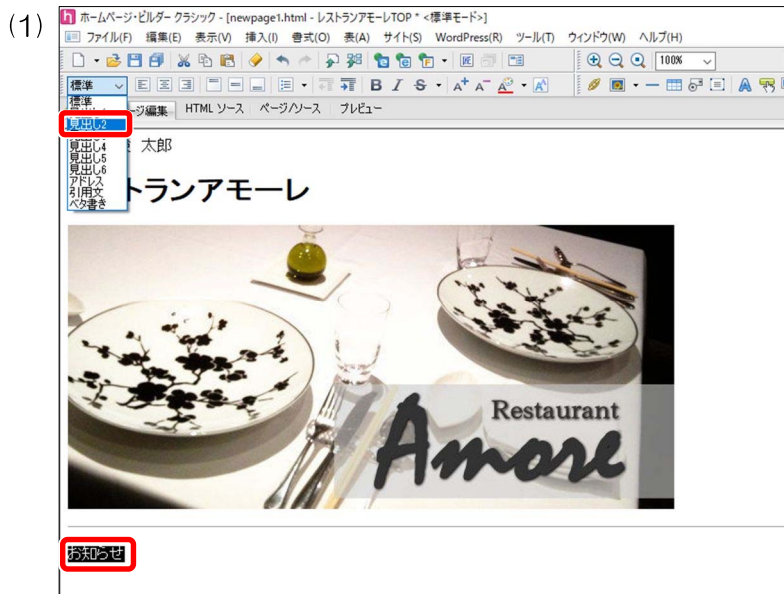 (1)
ホームページ・ビルダー クラシック - [newpage1.html - レストランアモーレTOP * <標準モード>]
ファイル(F) 編集(E) 表示(V) 挿入(I) 書式(O) 表(A) サイト(S) WordPress(R) ツール(T) ウィンドウ(W) ヘルプ(H)
100%
標準
標準
ページ編集 HTML ソース ページ/ソース プレビュー
見出し2
見出し4
見出し5
見出し6
アドレス
引用文
ベタ書き
太郎
トランアモーレ
Restaurant
Amore
お知らせ